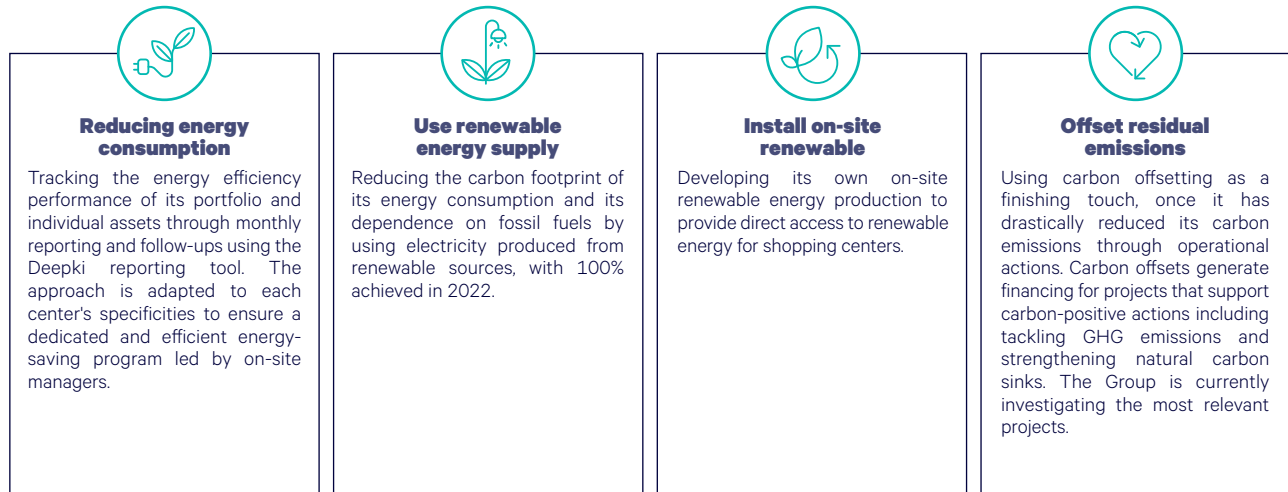 Reducing energy
consumption
Tracking the energy efficiency
performance of its portfolio and
individual assets through monthly
reporting and follow-ups using the
Deepki reporting tool. The
approach is adapted to each
center's specificities to ensure a
dedicated and efficient energy-
saving program led by on-site
managers.
Use renewable
energy supply
Reducing the carbon footprint of
its energy consumption and its
dependence on fossil fuels by
using electricity produced from
renewable sources, with 100%
achieved in 2022.
Install on-site
renewable
Developing its own on-site
renewable energy production to
provide direct access to renewable
energy for shopping centers.
Offset residual
emissions
Using carbon offsetting as a
finishing touch, once it has
drastically reduced its carbon
emissions through operational
actions. Carbon offsets generate
financing for projects that support
carbon-positive actions including
tackling GHG emissions and
strengthening natural carbon
sinks. The Group is currently
investigating the most relevant
projects.